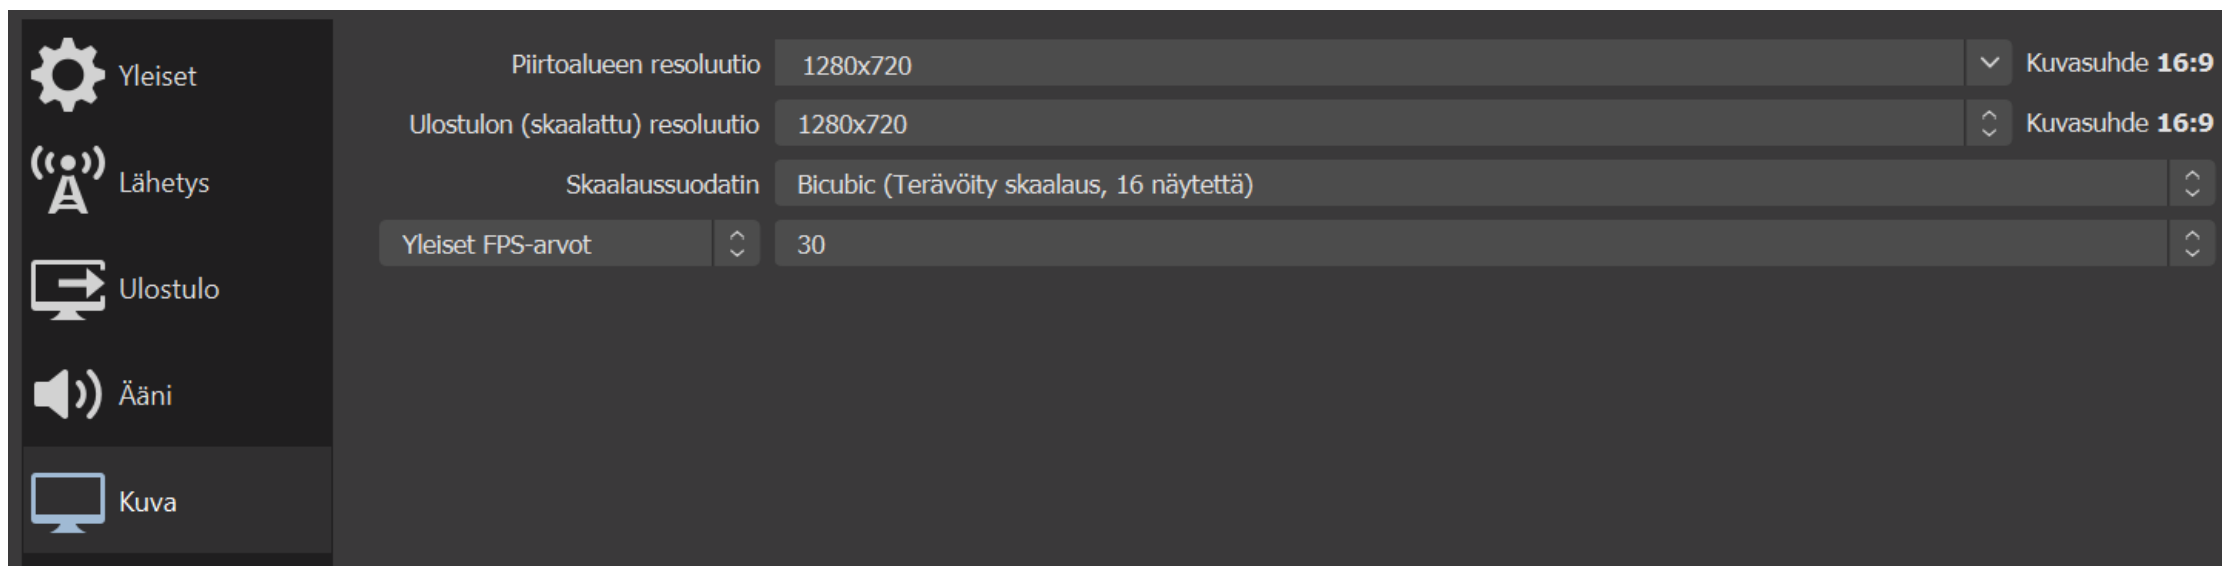 Yleiset
Lähetys
Ulostulo
Ääni
Kuva
Piirtoalueen resoluutio 1280x720 Kuvasuhde 16:9
Ulostulon (skaalattu) resoluutio 1280x720 Kuvasuhde 16:9
Skaalaussuodatin Bicubic (Terävöity skaalaus, 16 näytettä)
Yleiset FPS-arvot 30